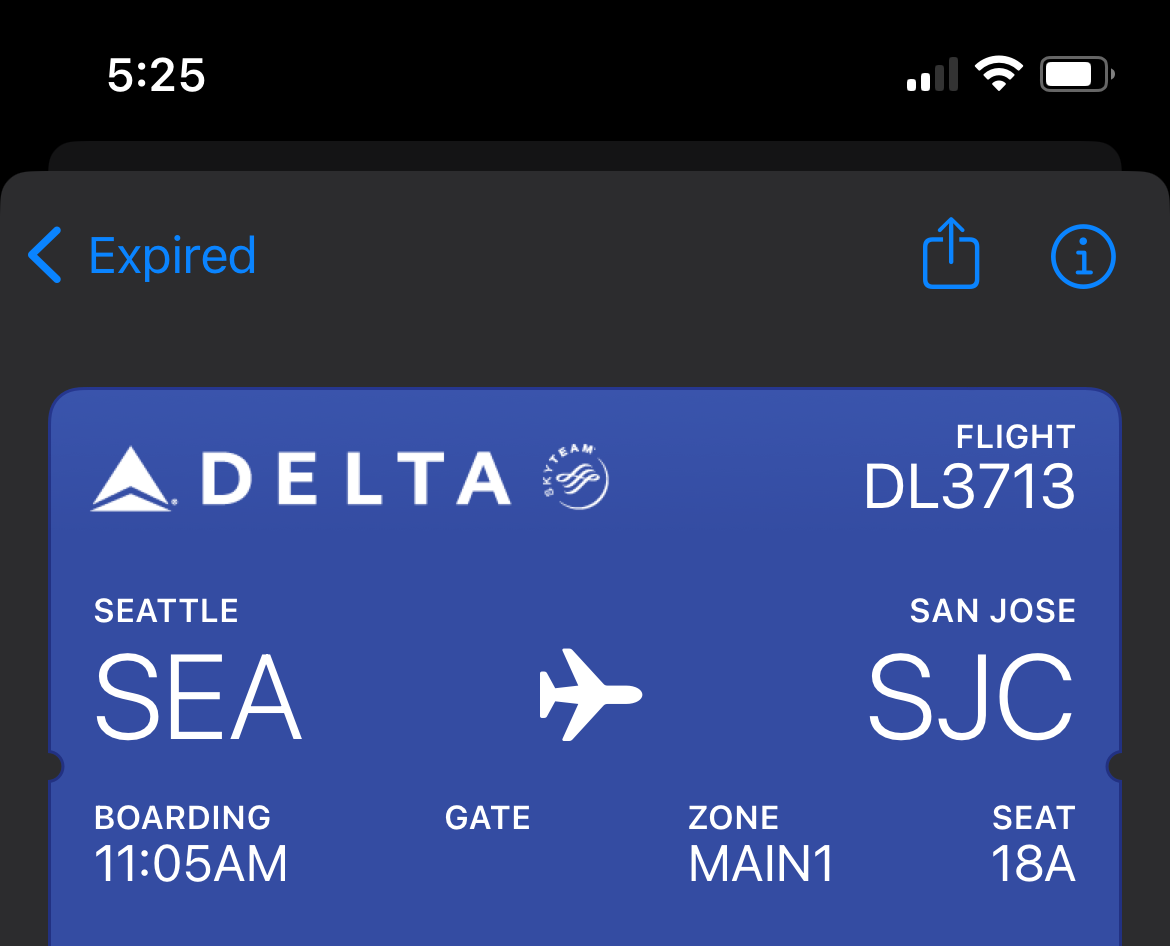 5:25
Expired
DELTA SKYTEAM
FLIGHT
DL3713
SEATTLE SAN JOSE
SEA SJC
BOARDING GATE ZONE SEAT
11:05AM MAIN1 18A